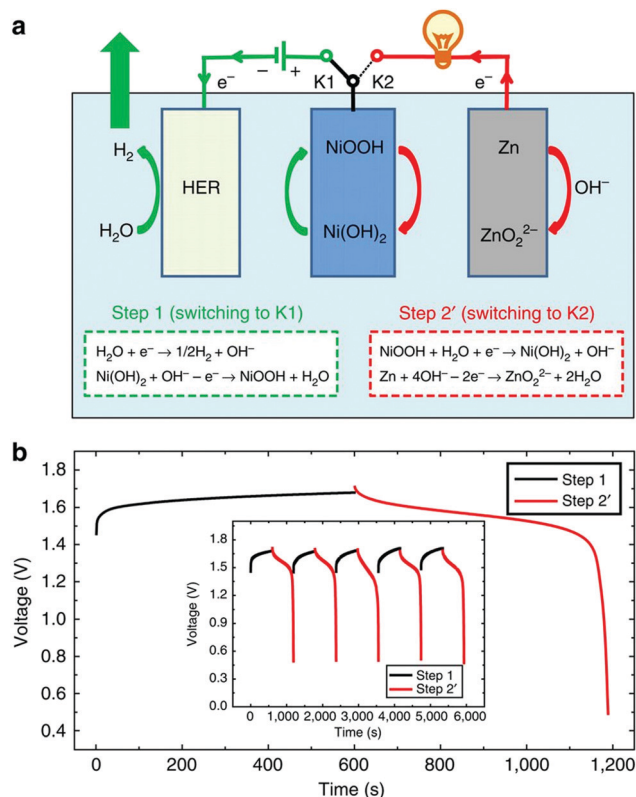 a
− +
K1 K2
e⁻
e⁻
H₂
H₂O
HER
NiOOH
Ni(OH)₂
Zn
OH⁻
ZnO₂²⁻
Step 1 (switching to K1)
H₂O + e⁻ → 1/2H₂ + OH⁻
Ni(OH)₂ + OH⁻ − e⁻ → NiOOH + H₂O
Step 2′ (switching to K2)
NiOOH + H₂O + e⁻ → Ni(OH)₂ + OH⁻
Zn + 4OH⁻ − 2e⁻ → ZnO₂²⁻ + 2H₂O
b
Voltage (V)
1.8
1.6
1.4
1.2
1.0
0.8
0.6
0.4
Step 1
Step 2′
Voltage (V)
1.8
1.5
1.2
0.9
0.6
0.3
0.0
Step 1
Step 2′
0 1,000 2,000 3,000 4,000 5,000 6,000
Time (s)
0 200 400 600 800 1,000 1,200
Time (s)